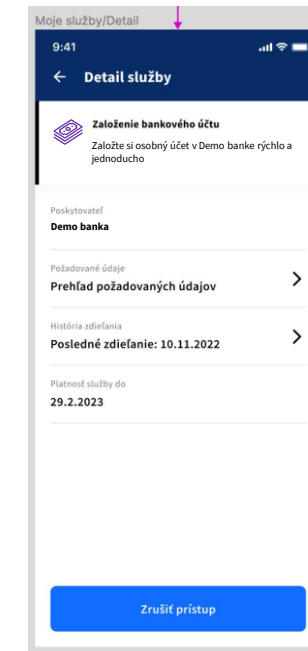 Moje služby/Detail
9:41
Detail služby
Založenie bankového účtu
Založte si osobný účet v Demo banke rýchlo a
jednoducho
Poskytovateľ
Demo banka
Požadované údaje
Prehľad požadovaných údajov
História zdieľania
Posledné zdieľanie: 10.11.2022
Platnosť služby do
29.2.2023
Zrušiť prístup